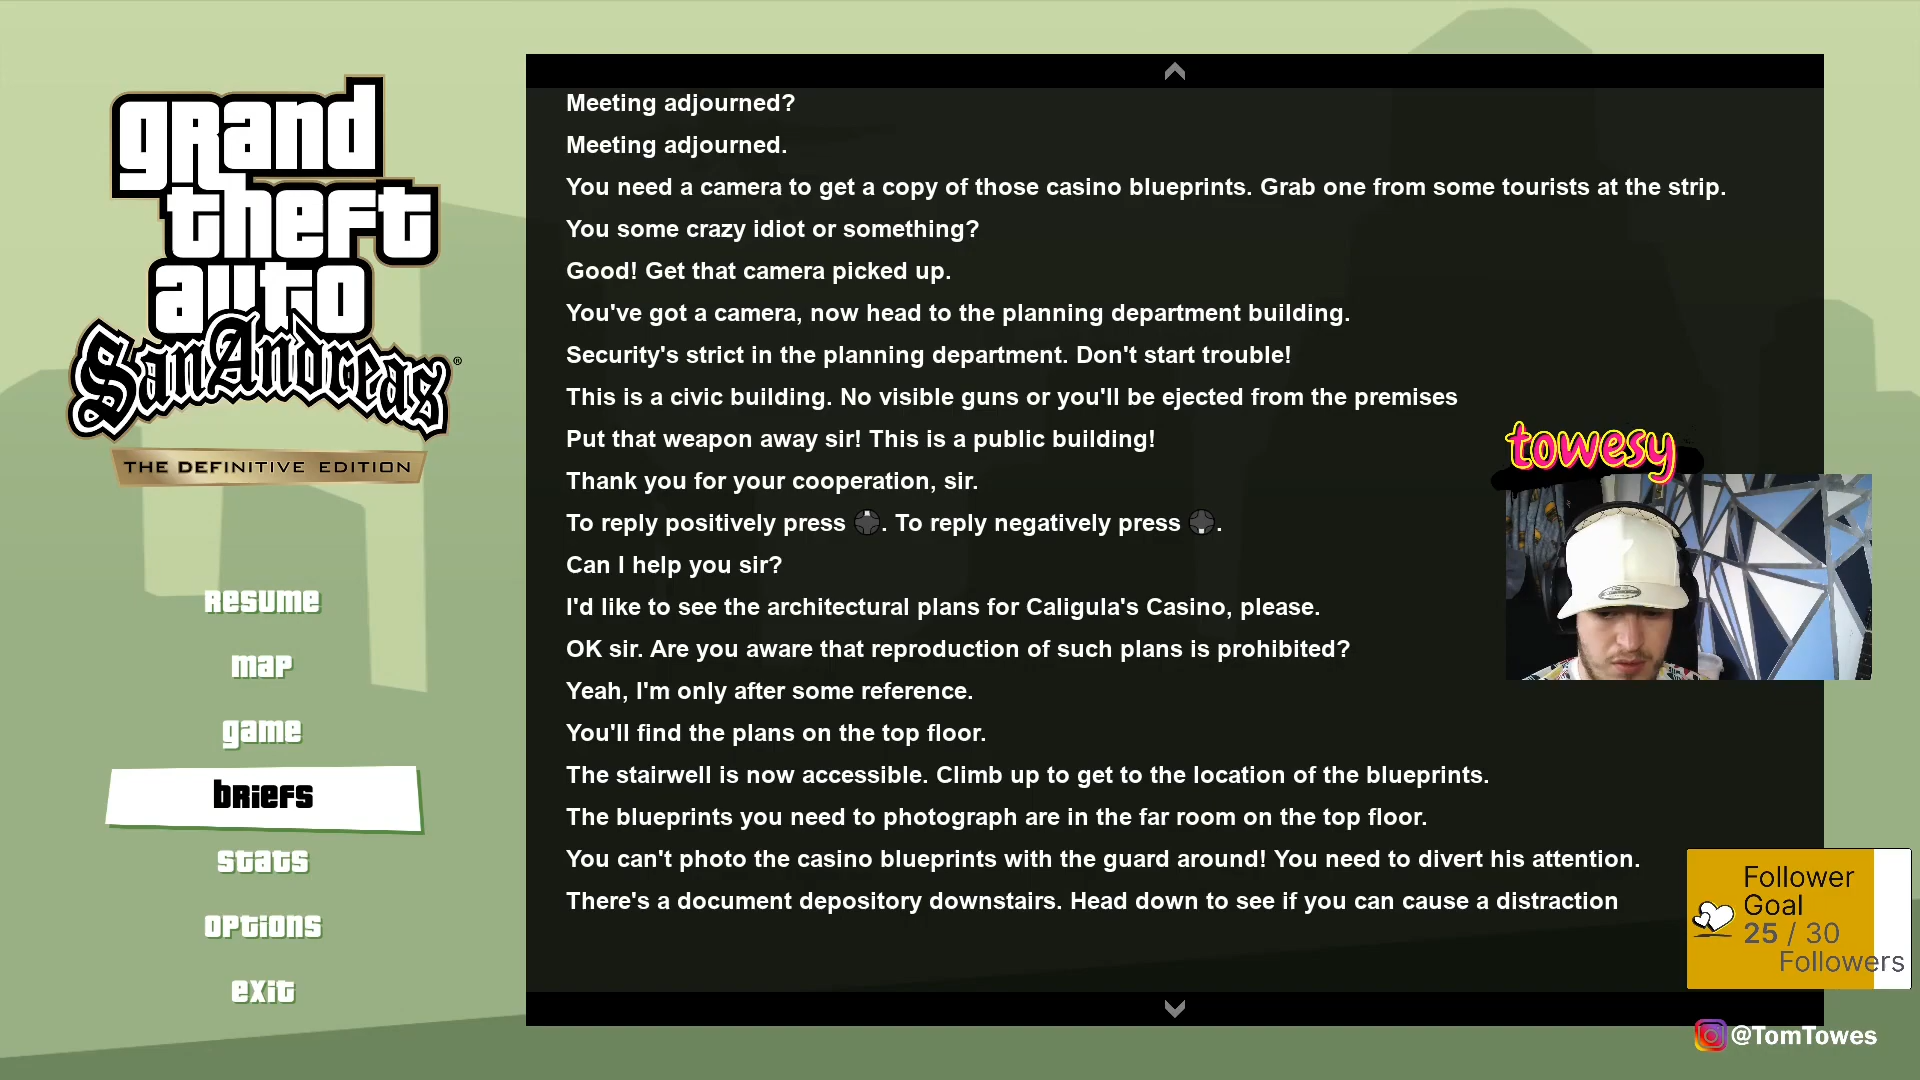 grand
theft
auto
San Andreas®
THE DEFINITIVE EDITION
resume
map
game
briefs
stats
options
exit
Meeting adjourned?
Meeting adjourned.
You need a camera to get a copy of those casino blueprints. Grab one from some tourists at the strip.
You some crazy idiot or something?
Good! Get that camera picked up.
You've got a camera, now head to the planning department building.
Security's strict in the planning department. Don't start trouble!
This is a civic building. No visible guns or you'll be ejected from the premises
Put that weapon away sir! This is a public building!
Thank you for your cooperation, sir.
To reply positively press . To reply negatively press .
Can I help you sir?
I'd like to see the architectural plans for Caligula's Casino, please.
OK sir. Are you aware that reproduction of such plans is prohibited?
Yeah, I'm only after some reference.
You'll find the plans on the top floor.
The stairwell is now accessible. Climb up to get to the location of the blueprints.
The blueprints you need to photograph are in the far room on the top floor.
You can't photo the casino blueprints with the guard around! You need to divert his attention.
There's a document depository downstairs. Head down to see if you can cause a distraction
towesy
Follower
Goal
25 / 30
Followers
@TomTowes